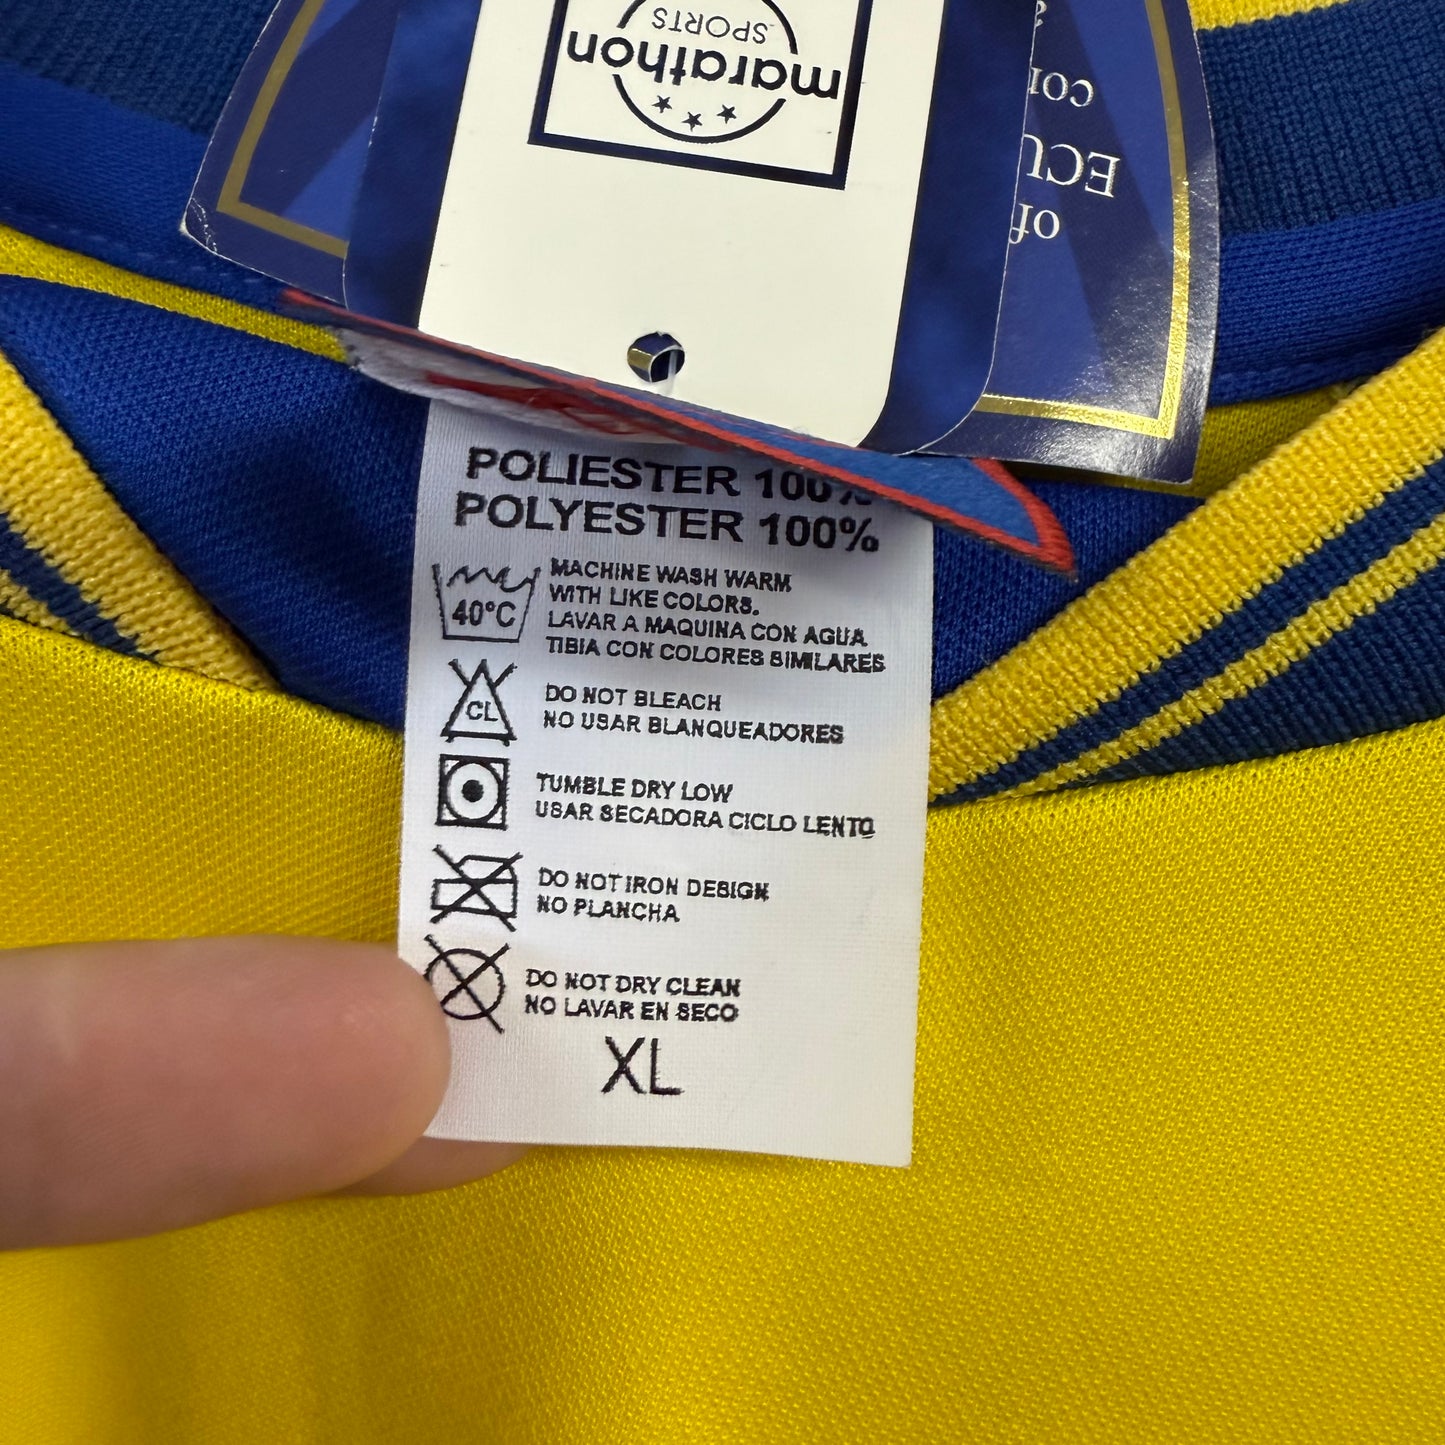 marathon
SPORTS
of
POLIESTER 100%
POLYESTER 100%
40°C
MACHINE WASH WARM
WITH LIKE COLORS.
LAVAR A MAQUINA CON AGUA
TIBIA CON COLORES SIMILARES
CL
DO NOT BLEACH
NO USAR BLANQUEADORES
TUMBLE DRY LOW
USAR SECADORA CICLO LENTO
DO NOT IRON DESIGN
NO PLANCHA
DO NOT DRY CLEAN
NO LAVAR EN SECO
XL